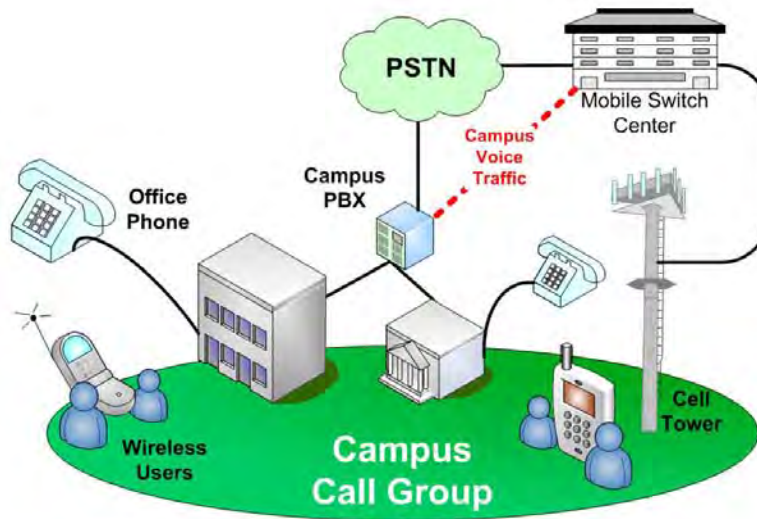 PSTN
Mobile Switch
Center
Campus
Voice
Traffic
Campus
PBX
Office
Phone
Wireless
Users
Cell
Tower
Campus
Call Group